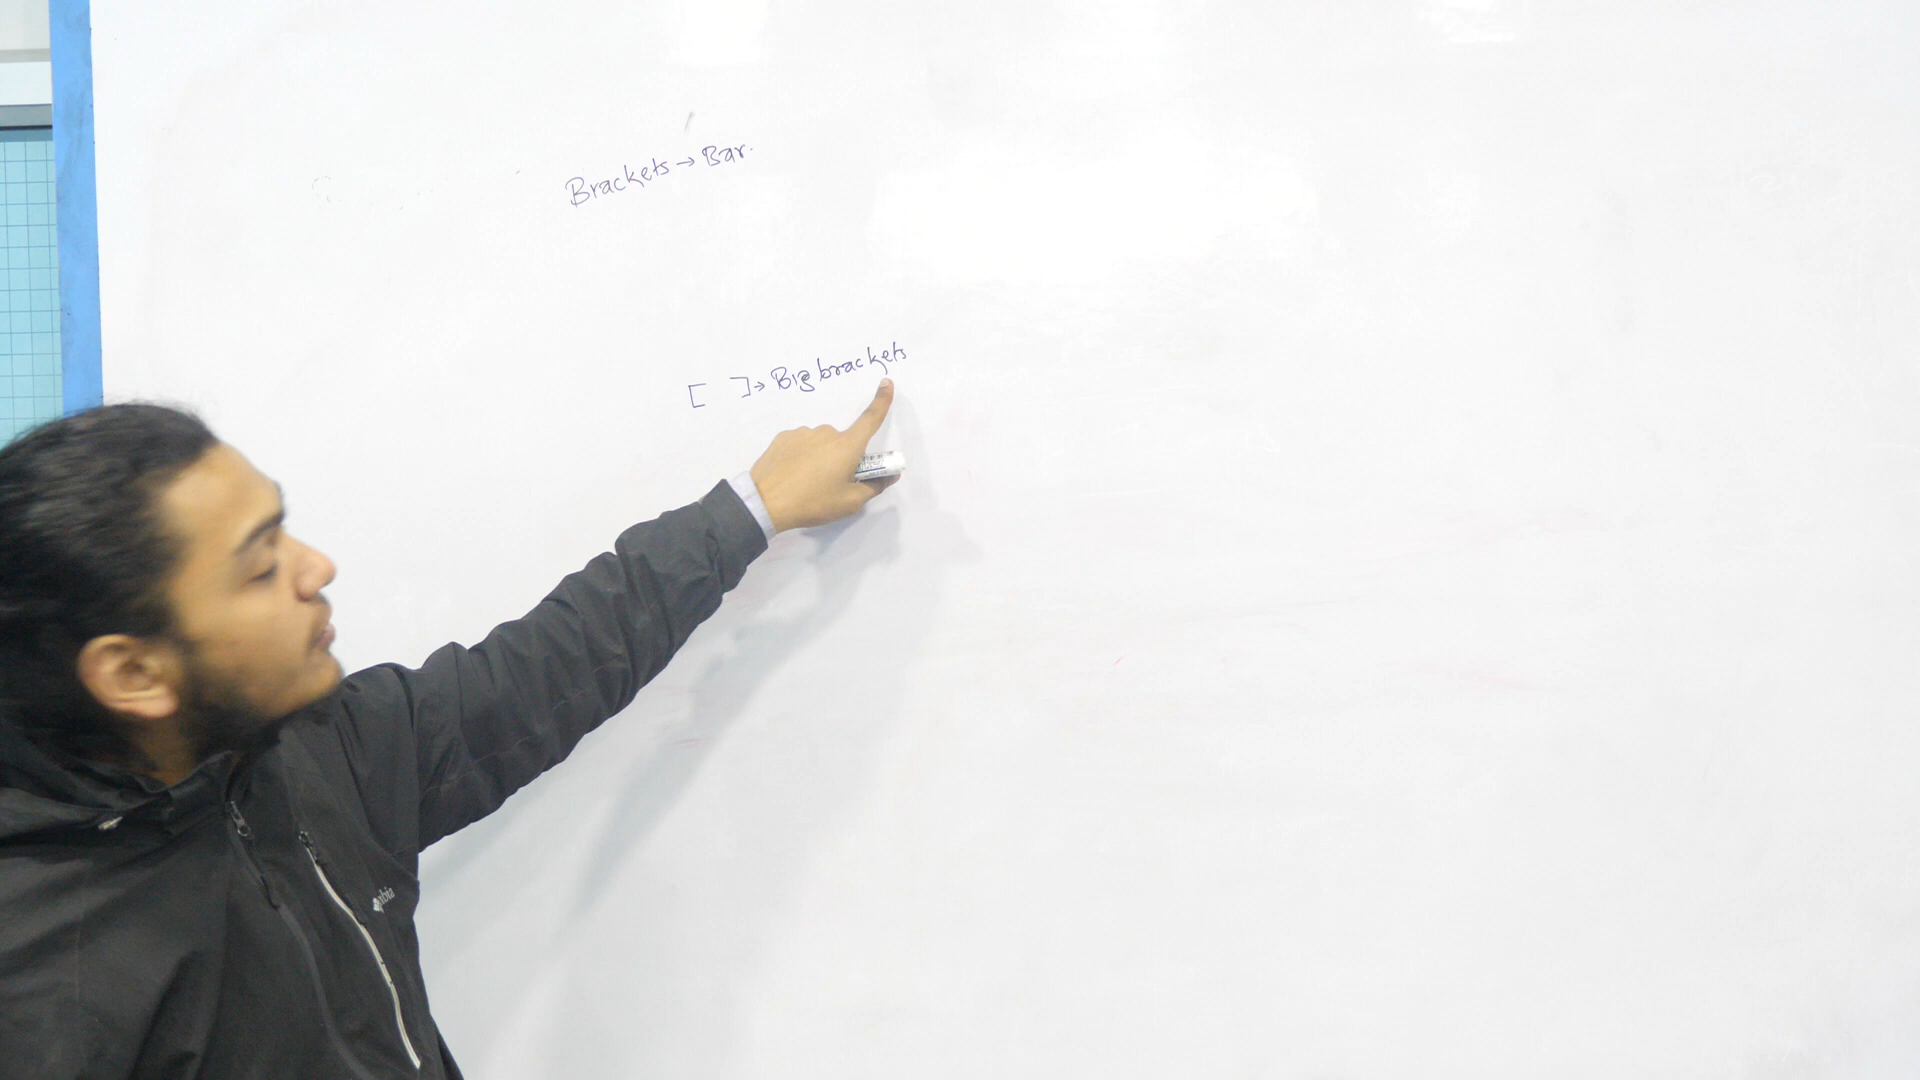 Brackets → Bar.
[ ] → Big brackets